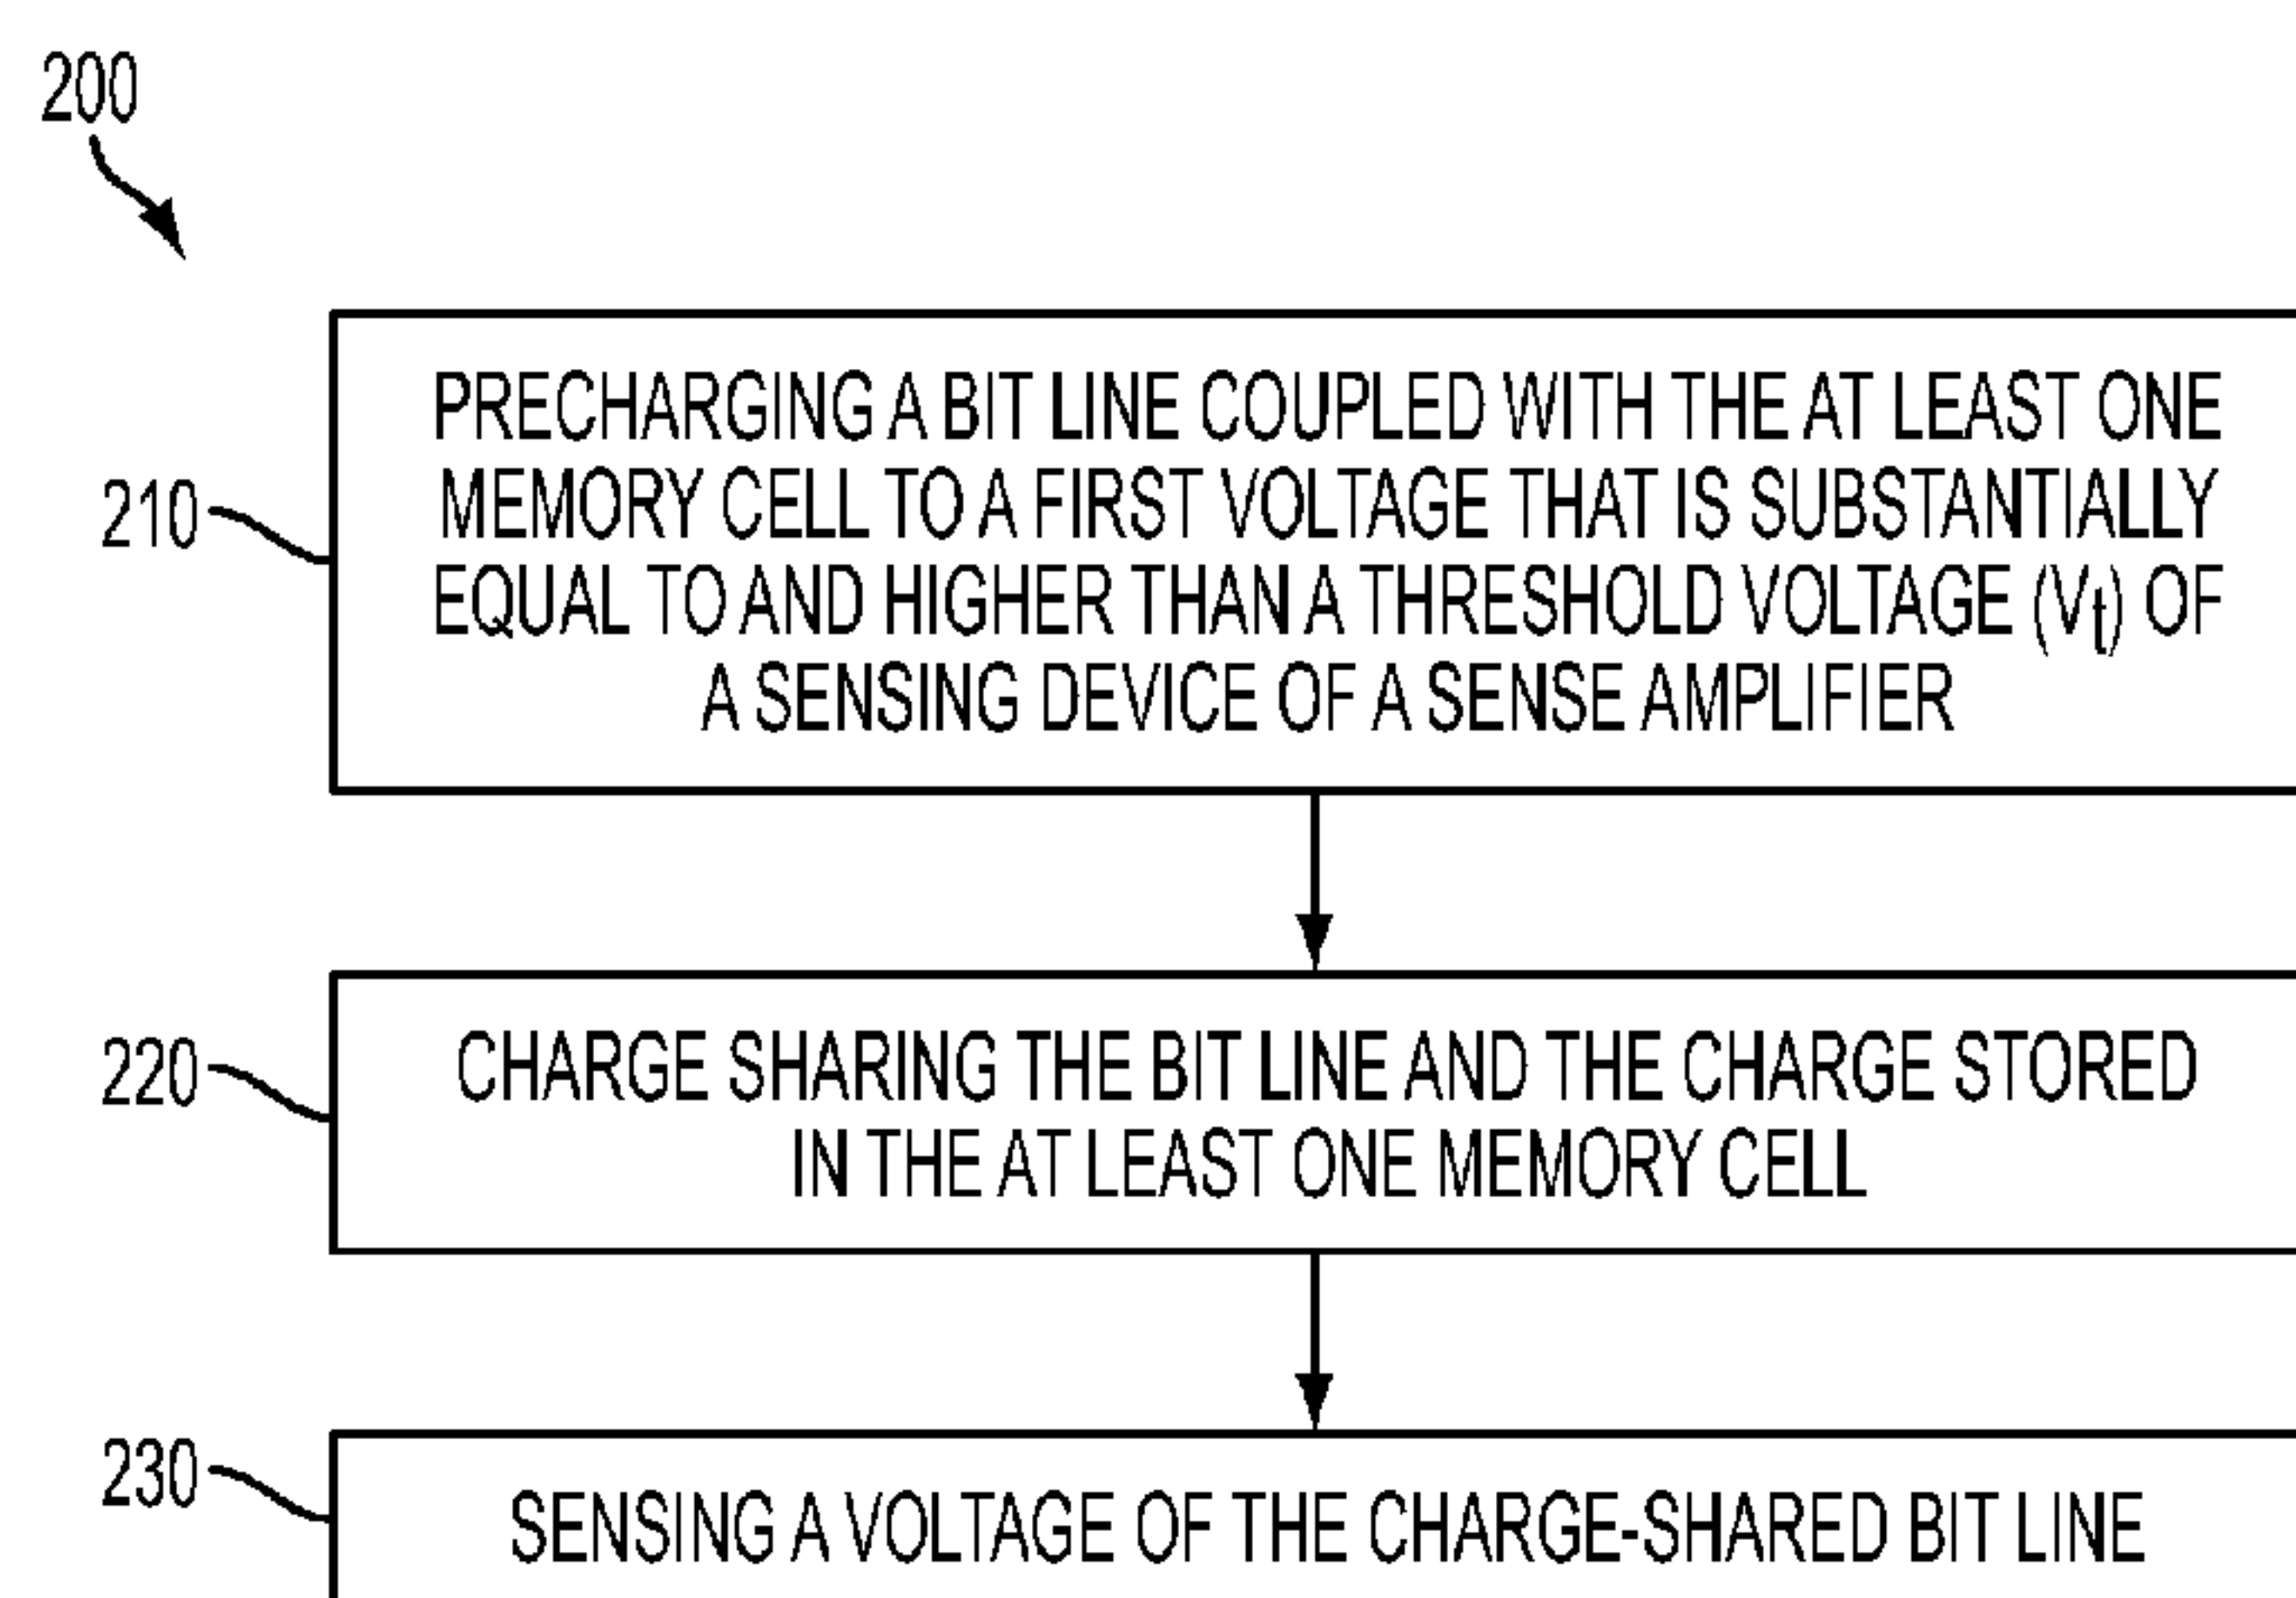 200
210
PRECHARGING A BIT LINE COUPLED WITH THE AT LEAST ONE
MEMORY CELL TO A FIRST VOLTAGE THAT IS SUBSTANTIALLY
EQUAL TO AND HIGHER THAN A THRESHOLD VOLTAGE (Vt) OF
A SENSING DEVICE OF A SENSE AMPLIFIER
220
CHARGE SHARING THE BIT LINE AND THE CHARGE STORED
IN THE AT LEAST ONE MEMORY CELL
230
SENSING A VOLTAGE OF THE CHARGE-SHARED BIT LINE